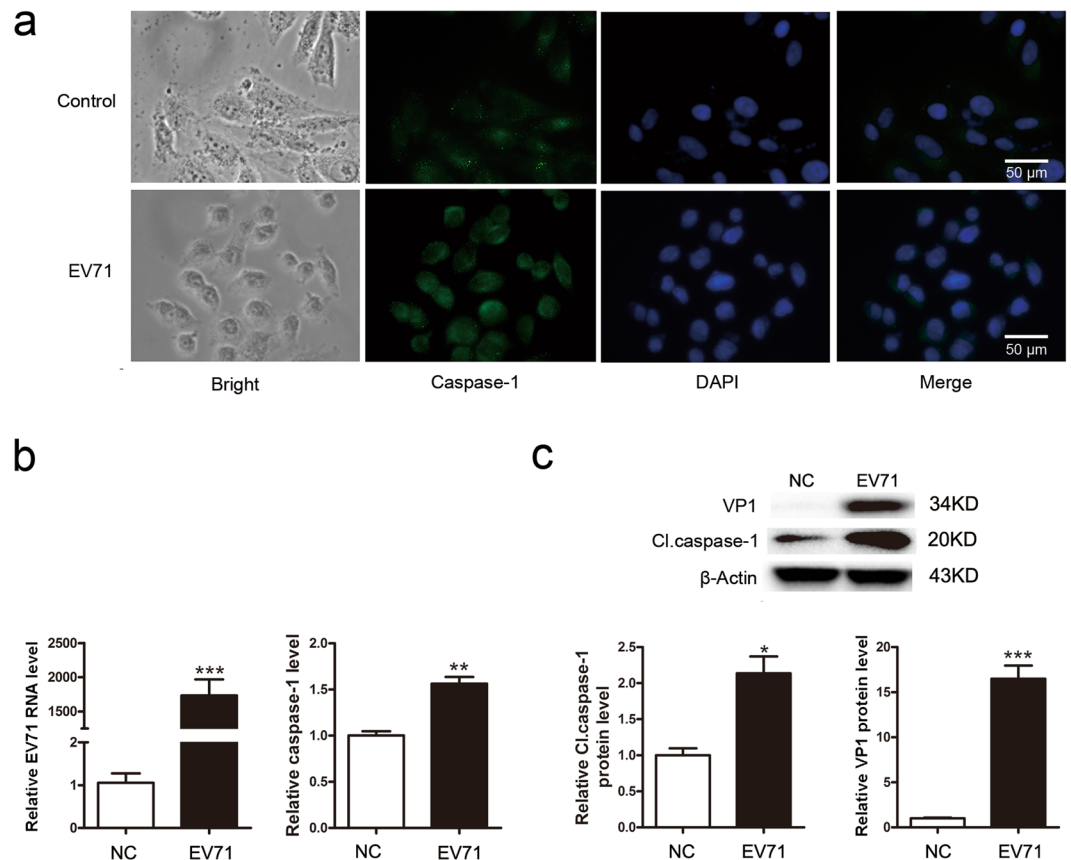 a
Control
50 μm
EV71
50 μm
Bright
Caspase-1
DAPI
Merge
b
c
NC
EV71
VP1
34KD
Cl.caspase-1
20KD
β-Actin
43KD
Relative EV71 RNA level
2500
2000
1500
2
1
0
***
NC
EV71
Relative caspase-1 level
2.0
1.5
1.0
0.5
0.0
**
NC
EV71
Relative Cl.caspase-1
protein level
2.5
2.0
1.5
1.0
0.5
0.0
*
NC
EV71
Relative VP1 protein level
20
15
10
5
0
***
NC
EV71